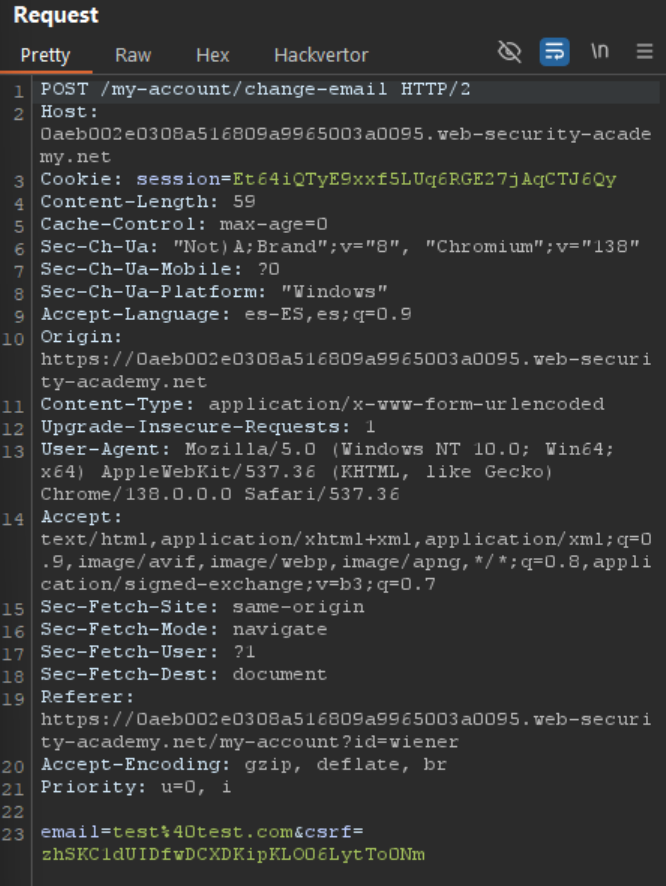 Request
Pretty Raw Hex Hackvertor \n
1 POST /my-account/change-email HTTP/2
2 Host:
0aeb002e0308a516809a9965003a0095.web-security-acade
my.net
3 Cookie: session=Et64iQTyE9xxf5LUq6RGE27jAqCTJ6Qy
4 Content-Length: 59
5 Cache-Control: max-age=0
6 Sec-Ch-Ua: "Not)A;Brand";v="8", "Chromium";v="138"
7 Sec-Ch-Ua-Mobile: ?0
8 Sec-Ch-Ua-Platform: "Windows"
9 Accept-Language: es-ES,es;q=0.9
10 Origin:
https://0aeb002e0308a516809a9965003a0095.web-securi
ty-academy.net
11 Content-Type: application/x-www-form-urlencoded
12 Upgrade-Insecure-Requests: 1
13 User-Agent: Mozilla/5.0 (Windows NT 10.0; Win64;
x64) AppleWebKit/537.36 (KHTML, like Gecko)
Chrome/138.0.0.0 Safari/537.36
14 Accept:
text/html,application/xhtml+xml,application/xml;q=0
.9,image/avif,image/webp,image/apng,*/*;q=0.8,appli
cation/signed-exchange;v=b3;q=0.7
15 Sec-Fetch-Site: same-origin
16 Sec-Fetch-Mode: navigate
17 Sec-Fetch-User: ?1
18 Sec-Fetch-Dest: document
19 Referer:
https://0aeb002e0308a516809a9965003a0095.web-securi
ty-academy.net/my-account?id=wiener
20 Accept-Encoding: gzip, deflate, br
21 Priority: u=0, i
22
23 email=test%40test.com&csrf=
zhSKC1dUIDfwDCXDKipKLOO6LytTo0Nm